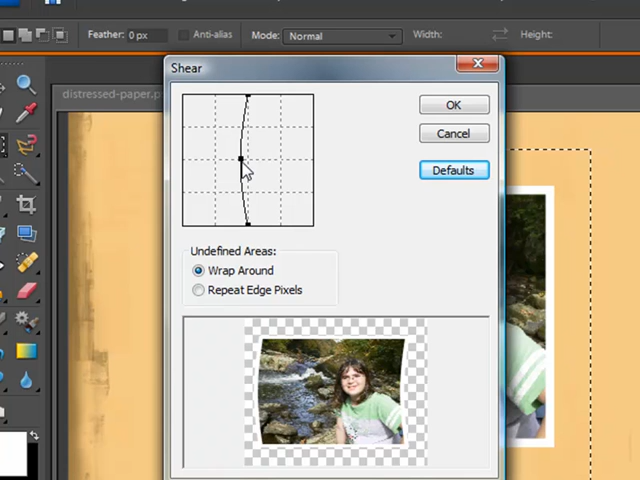 Feather: 0 px Anti-alias Mode: Normal Width: Height:
Shear
distressed-paper.p
OK
Cancel
Defaults
Undefined Areas:
Wrap Around
Repeat Edge Pixels